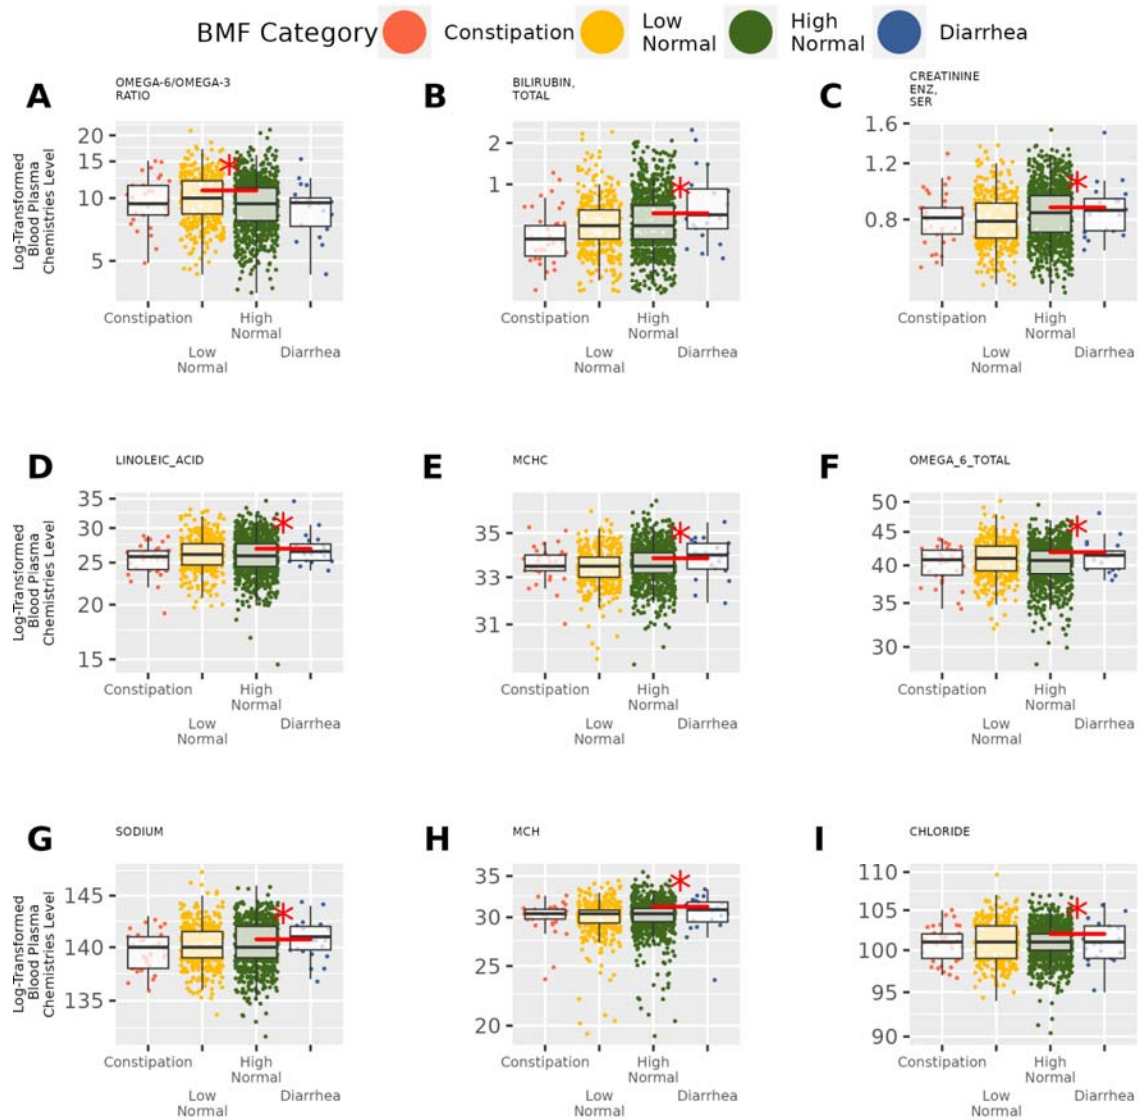 BMF Category
Constipation
Low
Normal
High
Normal
Diarrhea
A
OMEGA-6/OMEGA-3
RATIO
Log-Transformed
Blood Plasma
Chemistries Level
20
15
10
5
*
Constipation
Low
Normal
High
Normal
Diarrhea
B
BILIRUBIN,
TOTAL
2
1
*
Constipation
Low
Normal
High
Normal
Diarrhea
C
CREATININE
ENZ,
SER
1.6
1.2
0.8
*
Constipation
Low
Normal
High
Normal
Diarrhea
D
LINOLEIC_ACID
Log-Transformed
Blood Plasma
Chemistries Level
35
30
25
20
15
*
Constipation
Low
Normal
High
Normal
Diarrhea
E
MCHC
35
33
31
*
Constipation
Low
Normal
High
Normal
Diarrhea
F
OMEGA_6_TOTAL
50
45
40
35
30
*
Constipation
Low
Normal
High
Normal
Diarrhea
G
SODIUM
Log-Transformed
Blood Plasma
Chemistries Level
145
140
135
*
Constipation
Low
Normal
High
Normal
Diarrhea
H
MCH
35
30
25
20
*
Constipation
Low
Normal
High
Normal
Diarrhea
I
CHLORIDE
110
105
100
95
90
*
Constipation
Low
Normal
High
Normal
Diarrhea